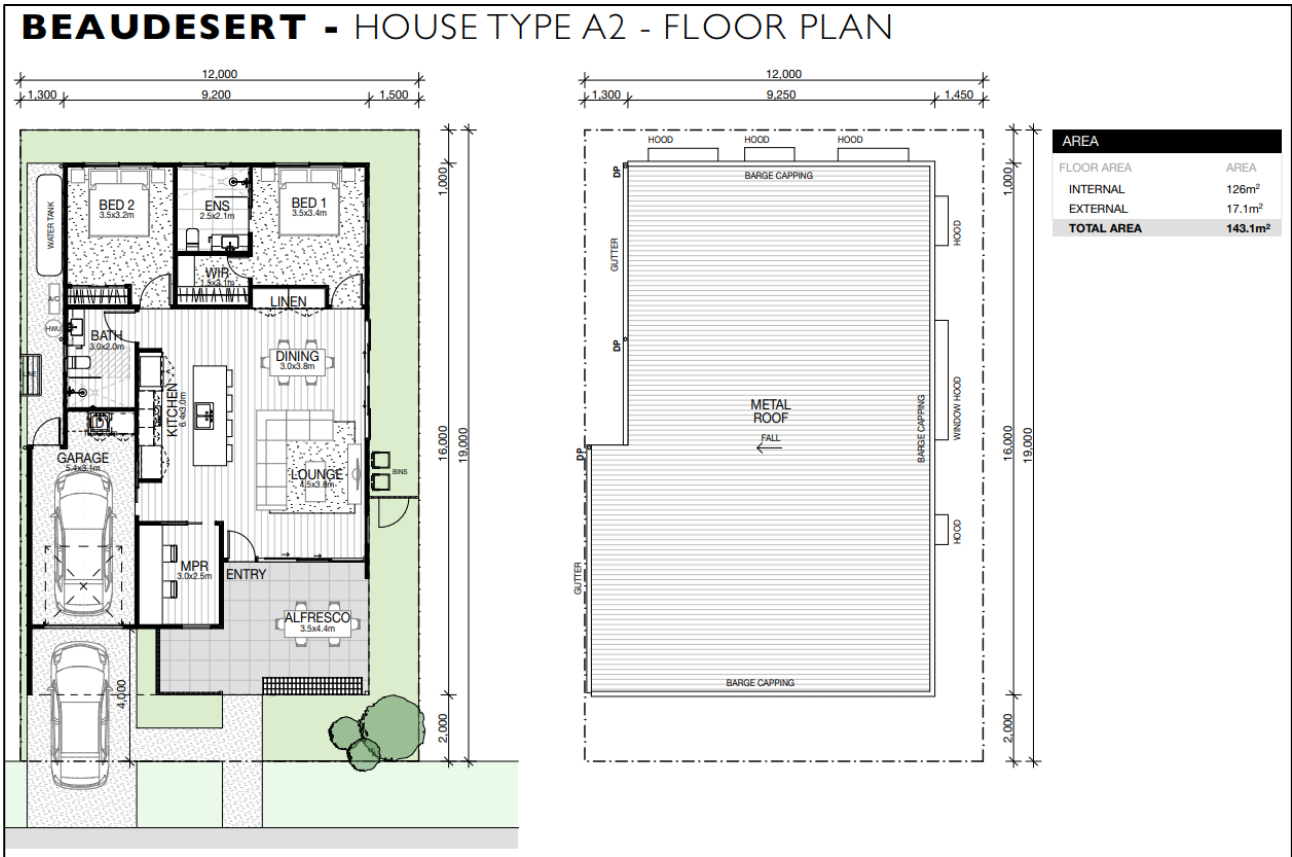 BEAUDESERT - HOUSE TYPE A2 - FLOOR PLAN
12,000
1,300
9,200
1,500
WATER TANK
BED 2
3.5x3.2m
ENS
2.5x2.1m
BED 1
3.5x3.4m
WIR
1.5x3.1m
LINEN
A/C
HWU
BATH
3.0x2.0m
LINE
DINING
3.0x3.8m
KITCHEN
6.4x3.0m
GARAGE
5.4x3.1m
LOUNGE
4.5x3.8m
BINS
MPR
3.0x2.5m
ENTRY
ALFRESCO
3.5x4.4m
4,000
1,000
16,000
19,000
2,000
12,000
1,300
9,250
1,450
HOOD
HOOD
HOOD
DP
BARGE CAPPING
GUTTER
HOOD
DP
WINDOW HOOD
METAL
ROOF
FALL
BARGE CAPPING
DP
HOOD
GUTTER
BARGE CAPPING
1,000
16,000
19,000
2,000
AREA
FLOOR AREA AREA
INTERNAL 126m²
EXTERNAL 17.1m²
TOTAL AREA 143.1m²